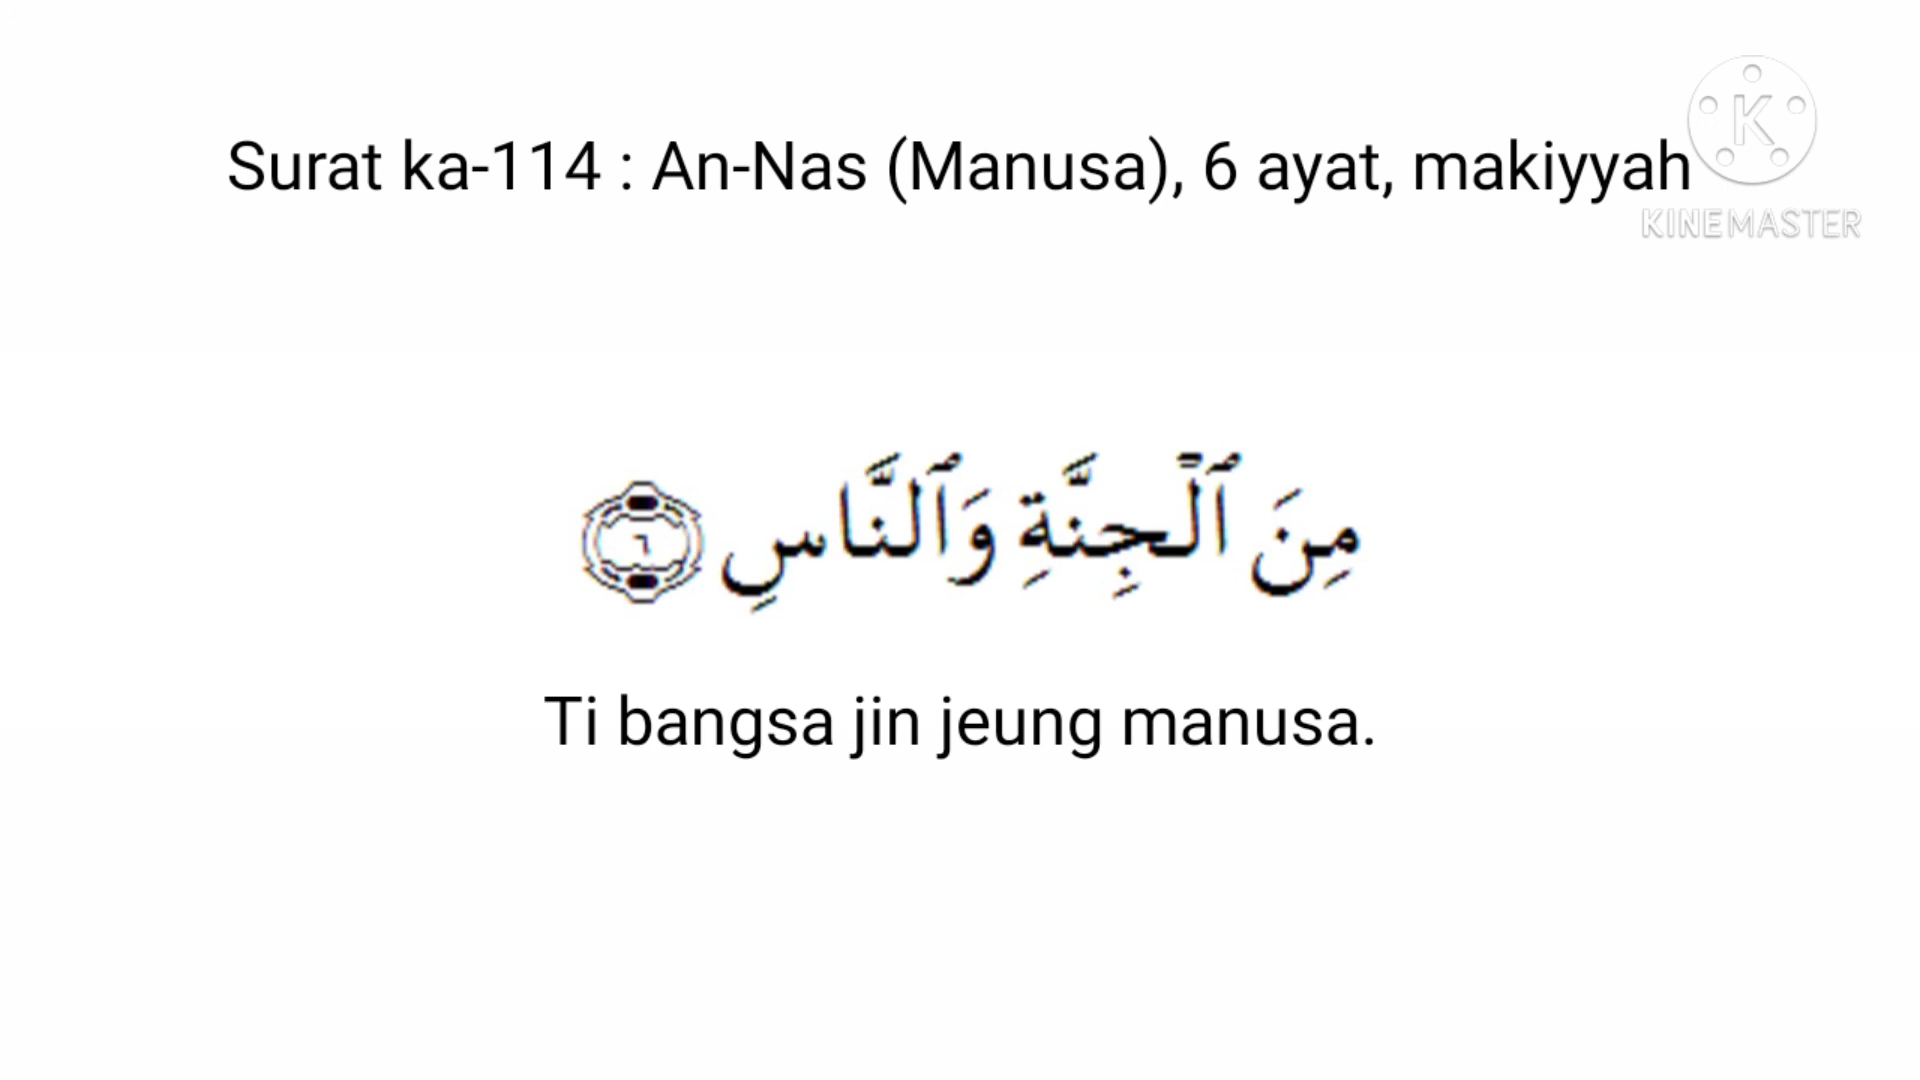 Surat ka-114 : An-Nas (Manusa), 6 ayat, makiyyah
K
KINEMASTER
مِنَ ٱلْجِنَّةِ وَٱلنَّاسِ ٦
Ti bangsa jin jeung manusa.